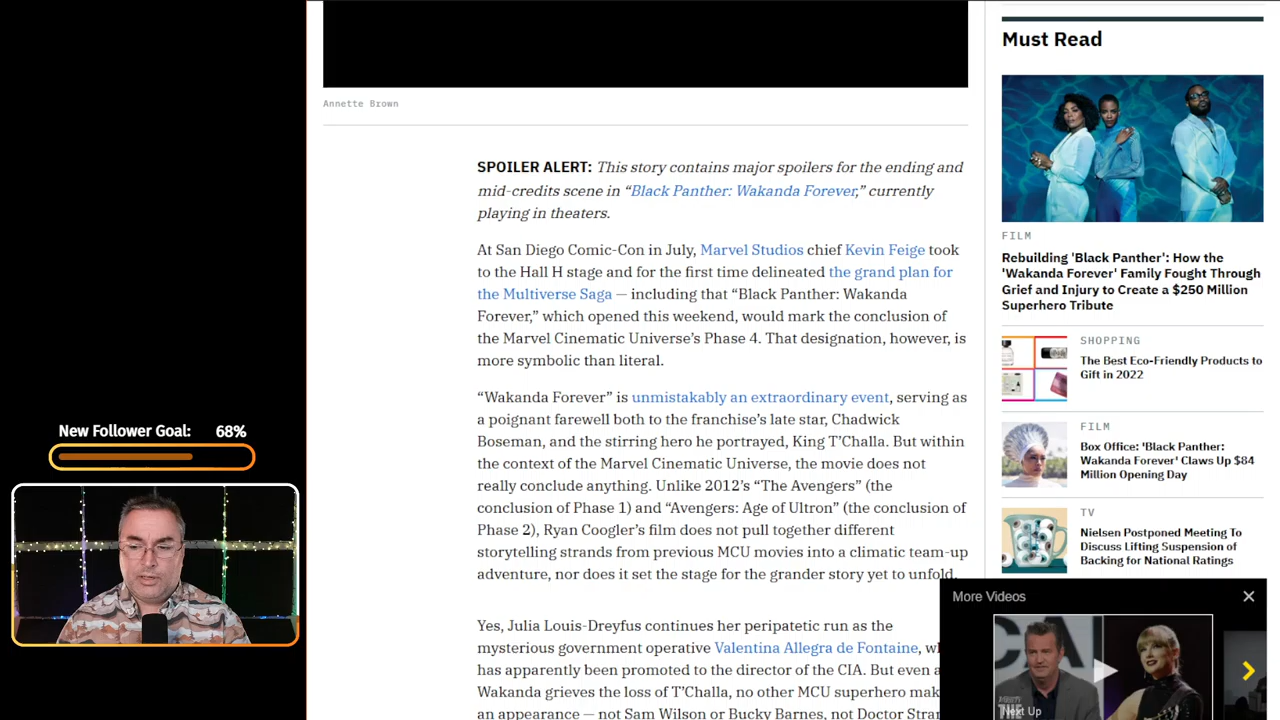 Annette Brown
SPOILER ALERT: This story contains major spoilers for the ending and
mid-credits scene in “Black Panther: Wakanda Forever,” currently
playing in theaters.
At San Diego Comic-Con in July, Marvel Studios chief Kevin Feige took
to the Hall H stage and for the first time delineated the grand plan for
the Multiverse Saga — including that “Black Panther: Wakanda
Forever,” which opened this weekend, would mark the conclusion of
the Marvel Cinematic Universe’s Phase 4. That designation, however, is
more symbolic than literal.
“Wakanda Forever” is unmistakably an extraordinary event, serving as
a poignant farewell both to the franchise’s late star, Chadwick
Boseman, and the stirring hero he portrayed, King T’Challa. But within
the context of the Marvel Cinematic Universe, the movie does not
really conclude anything. Unlike 2012’s “The Avengers” (the
conclusion of Phase 1) and “Avengers: Age of Ultron” (the conclusion of
Phase 2), Ryan Coogler’s film does not pull together different
storytelling strands from previous MCU movies into a climatic team-up
adventure, nor does it set the stage for the grander story yet to unfold.
Yes, Julia Louis-Dreyfus continues her peripatetic run as the
mysterious government operative Valentina Allegra de Fontaine,
has apparently been promoted to the director of the CIA. But even
Wakanda grieves the loss of T’Challa, no other MCU superhero
an appearance — not Sam Wilson or Bucky Barnes, not Doctor
Must Read
FILM
Rebuilding 'Black Panther': How the
'Wakanda Forever' Family Fought Through
Grief and Injury to Create a $250 Million
Superhero Tribute
SHOPPING
The Best Eco-Friendly Products to
Gift in 2022
FILM
Box Office: 'Black Panther:
Wakanda Forever' Claws Up $84
Million Opening Day
TV
Nielsen Postponed Meeting To
Discuss Lifting Suspension of
Backing for National Ratings
More Videos
Next Up
New Follower Goal: 68%